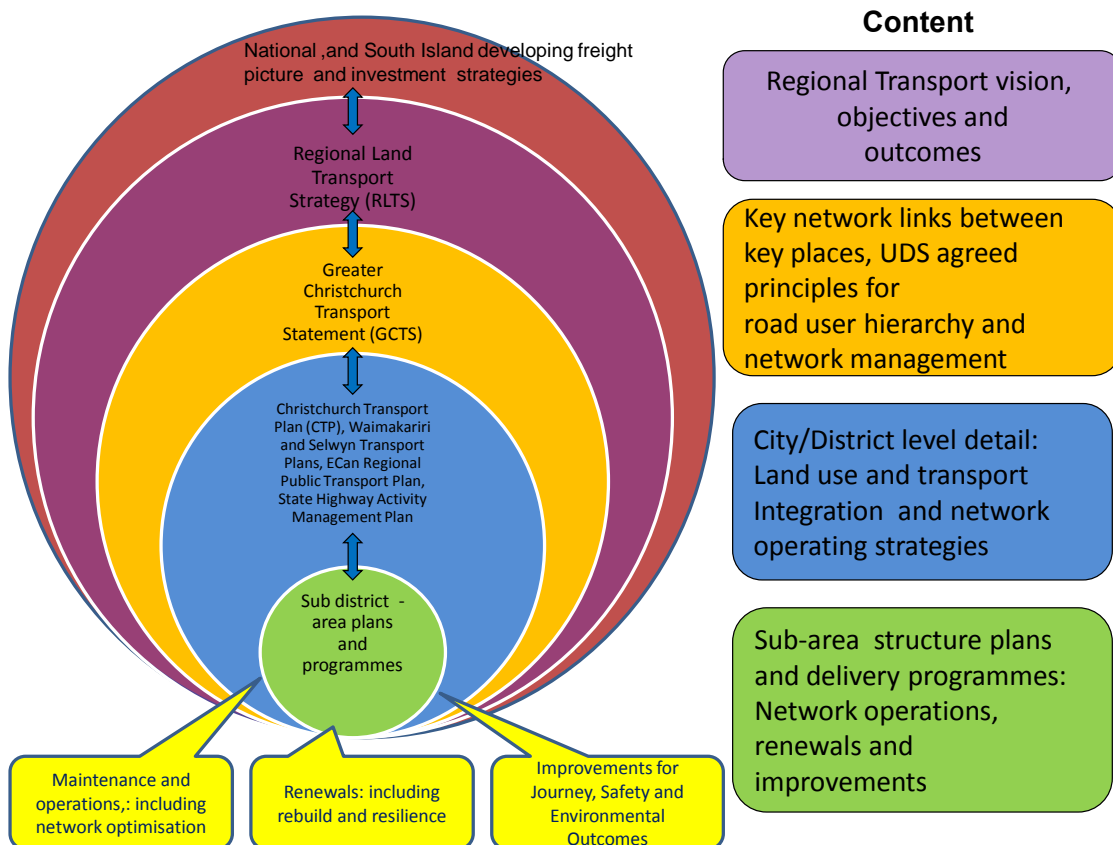 National ,and South Island developing freight
picture and investment strategies
Regional Land
Transport
Strategy (RLTS)
Greater
Christchurch
Transport
Statement (GCTS)
Christchurch Transport
Plan (CTP), Waimakariri
and Selwyn Transport
Plans, ECan Regional
Public Transport Plan,
State Highway Activity
Management Plan
Sub district -
area plans
and
programmes
Maintenance and
operations,: including
network optimisation
Renewals: including
rebuild and resilience
Improvements for
Journey, Safety and
Environmental
Outcomes
Content
Regional Transport vision,
objectives and
outcomes
Key network links between
key places, UDS agreed
principles for
road user hierarchy and
network management
City/District level detail:
Land use and transport
Integration and network
operating strategies
Sub-area structure plans
and delivery programmes:
Network operations,
renewals and
improvements